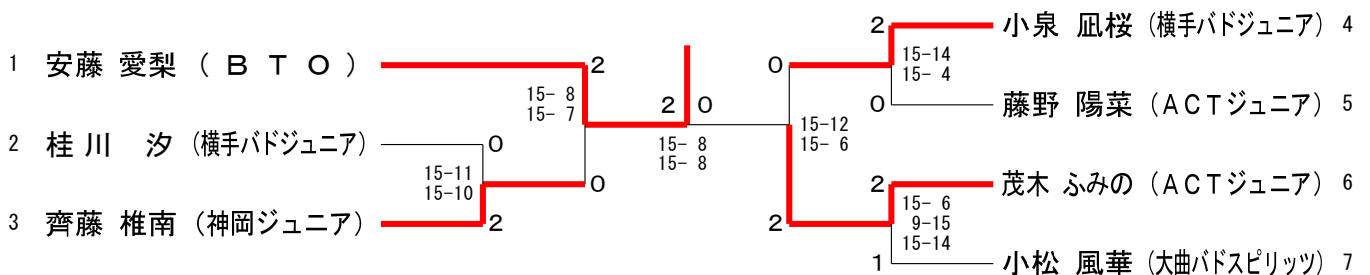 1 安藤 愛梨 (BTO)
2
15- 8
15- 7
2 桂川 汐 (横手バドジュニア)
0
15-11
15-10
0
3 齊藤 椎南 (神岡ジュニア)
2
2 0
15- 8
15- 8
2 小泉 凪桜 (横手バドジュニア) 4
0
15-14
15- 4
0 藤野 陽菜 (ACTジュニア) 5
15-12
15- 6
2 茂木 ふみの (ACTジュニア) 6
2
15- 6
9-15
15-14
1 小松 風華 (大曲バドスピリッツ) 7